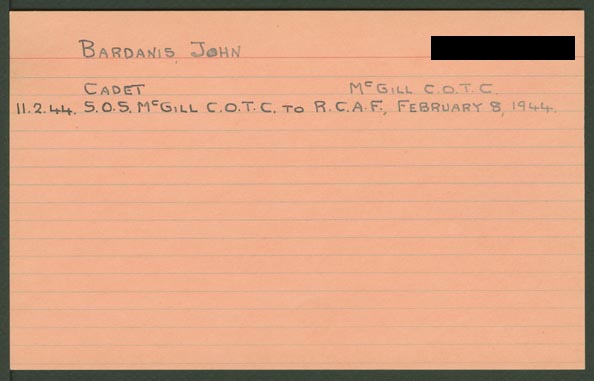 BARDANIS, JOHN
CADET McGILL C.O.T.C.
11.2.44. S.O.S. McGILL C.O.T.C. TO R.C.A.F., FEBRUARY 8, 1944.